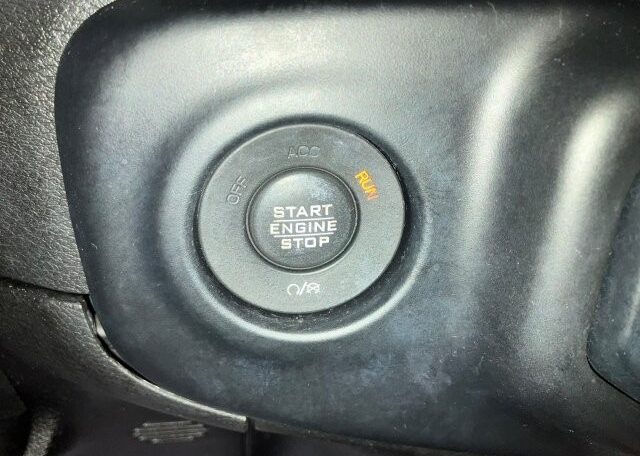 ACC
OFF
RUN
START
ENGINE
STOP